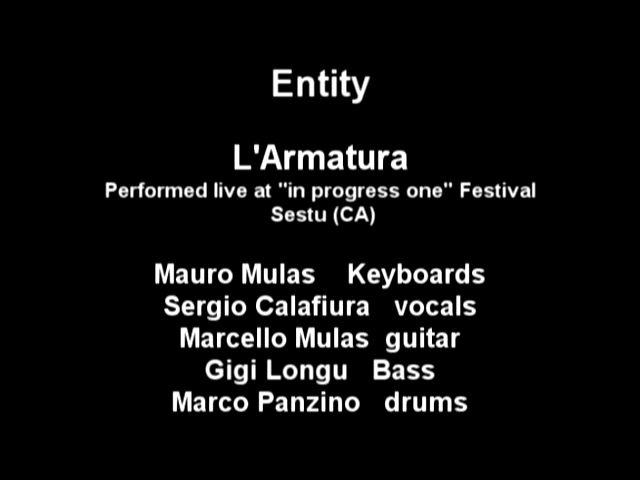 Entity
L'Armatura
Performed live at "in progress one" Festival
Sestu (CA)
Mauro Mulas Keyboards
Sergio Calafiura vocals
Marcello Mulas guitar
Gigi Longu Bass
Marco Panzino drums